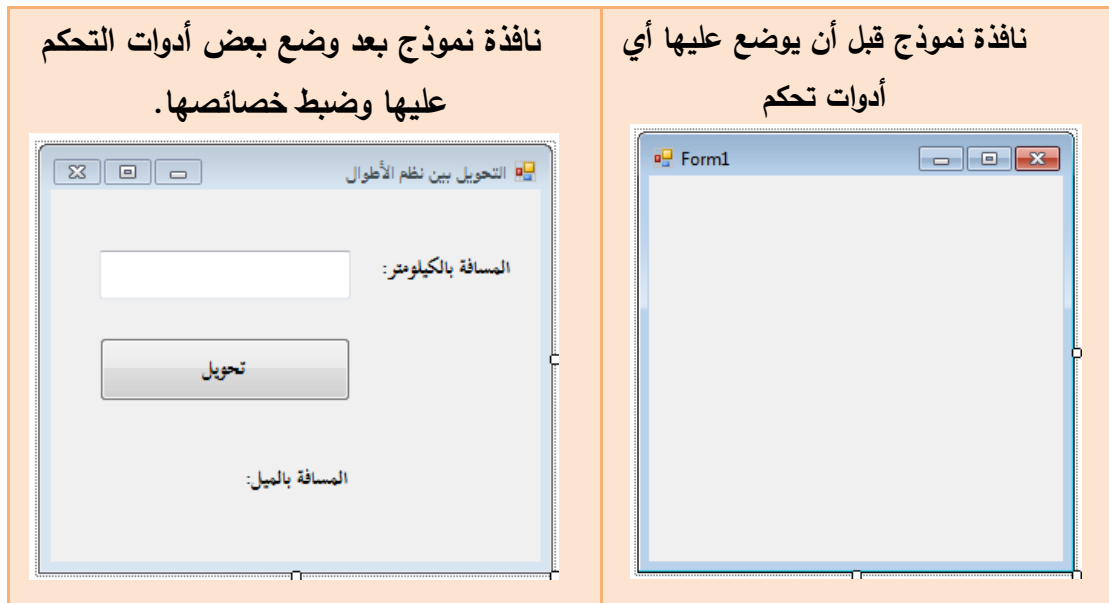 نافذة نموذج قبل أن يوضع عليها أي
أدوات تحكم
Form1
نافذة نموذج بعد وضع بعض أدوات التحكم
عليها وضبط خصائصها.
التحويل بين نظم الأطوال
المسافة بالكيلومتر:
تحويل
المسافة بالميل: